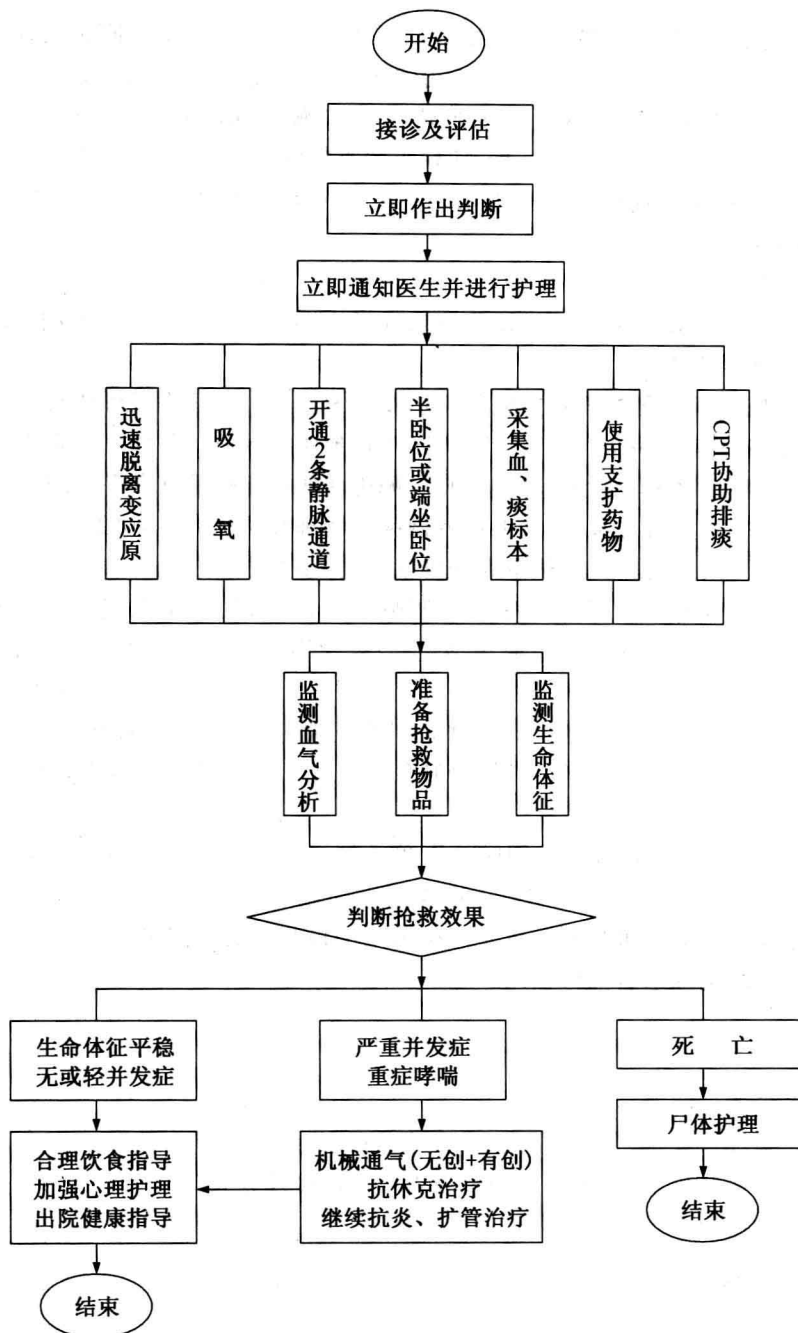 开始
接诊及评估
立即作出判断
立即通知医生并进行护理
迅速脱离变应原
吸 氧
开通2条静脉通道
半卧位或端坐卧位
采集血、痰标本
使用支扩药物
CPT协助排痰
监测血气分析
准备抢救物品
监测生命体征
判断抢救效果
生命体征平稳
无或轻并发症
严重并发症
重症哮喘
死 亡
尸体护理
合理饮食指导
加强心理护理
出院健康指导
机械通气(无创+有创)
抗休克治疗
继续抗炎、扩管治疗
结束
结束